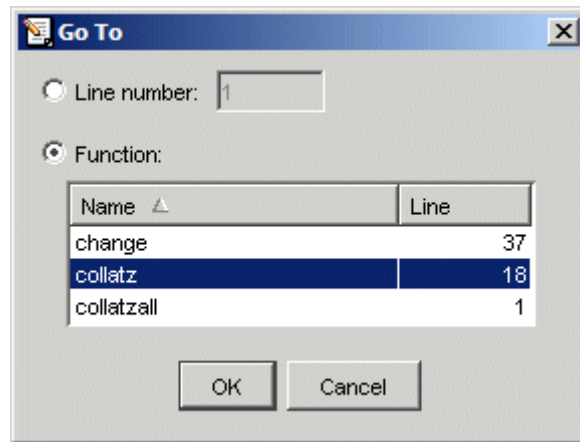 Go To
Line number: 1
Function:
Name Line
change 37
collatz 18
collatzall 1
OK Cancel